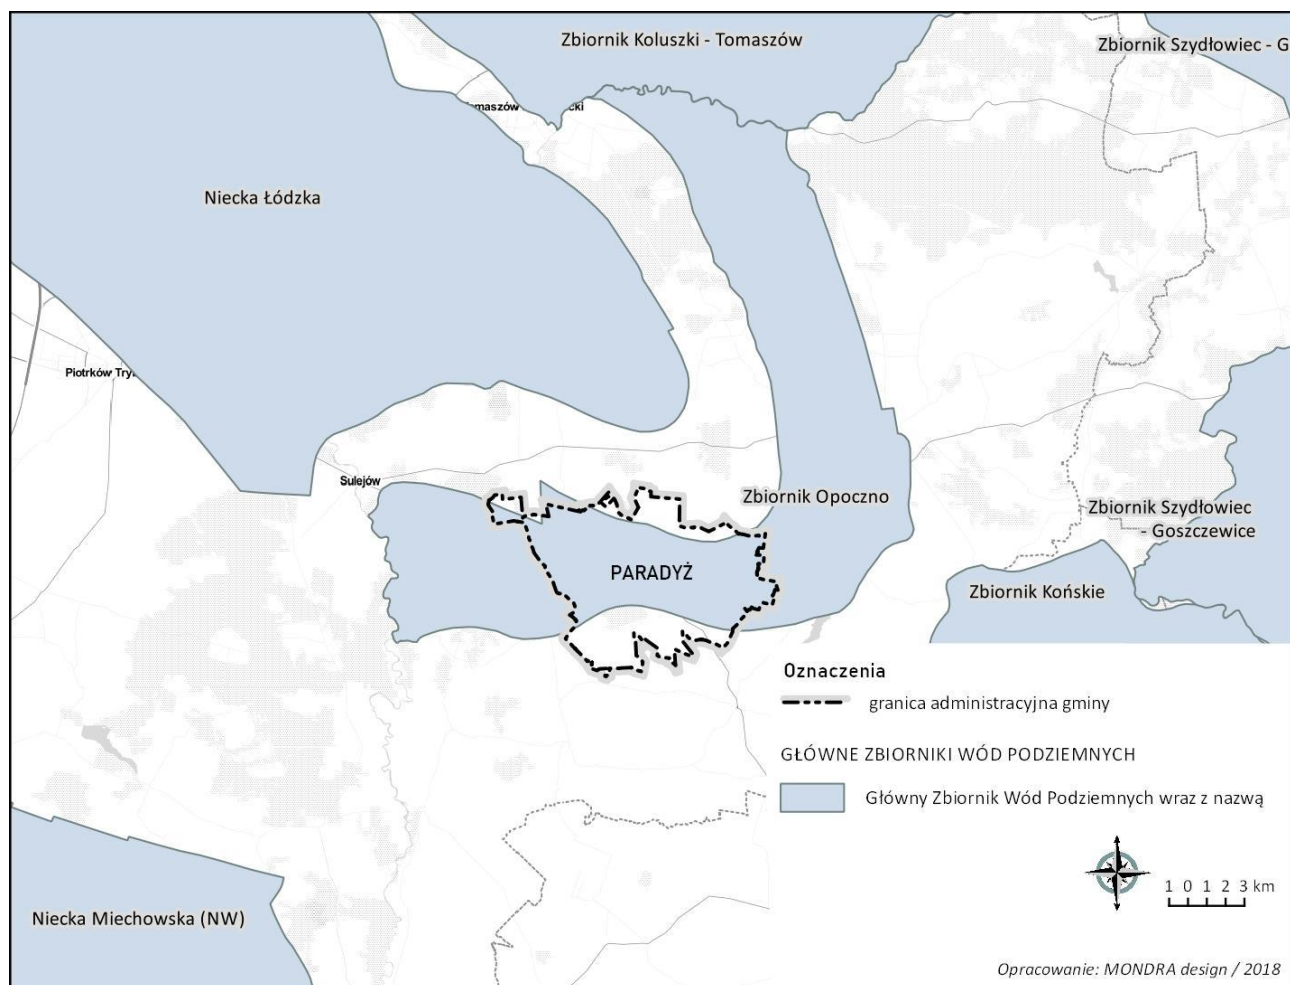 Zbiornik Koluszki - Tomaszów
Zbiornik Szydłowiec - G
omaszów cki
Niecka Łódzka
Piotrków Try
Sulejów
Zbiornik Opoczno
Zbiornik Szydłowiec
- Goszczewice
PARADYŻ
Zbiornik Końskie
Oznaczenia
granica administracyjna gminy
GŁÓWNE ZBIORNIKI WÓD PODZIEMNYCH
Główny Zbiornik Wód Podziemnych wraz z nazwą
1 0 1 2 3 km
Niecka Miechowska (NW)
Opracowanie: MONDRA design / 2018